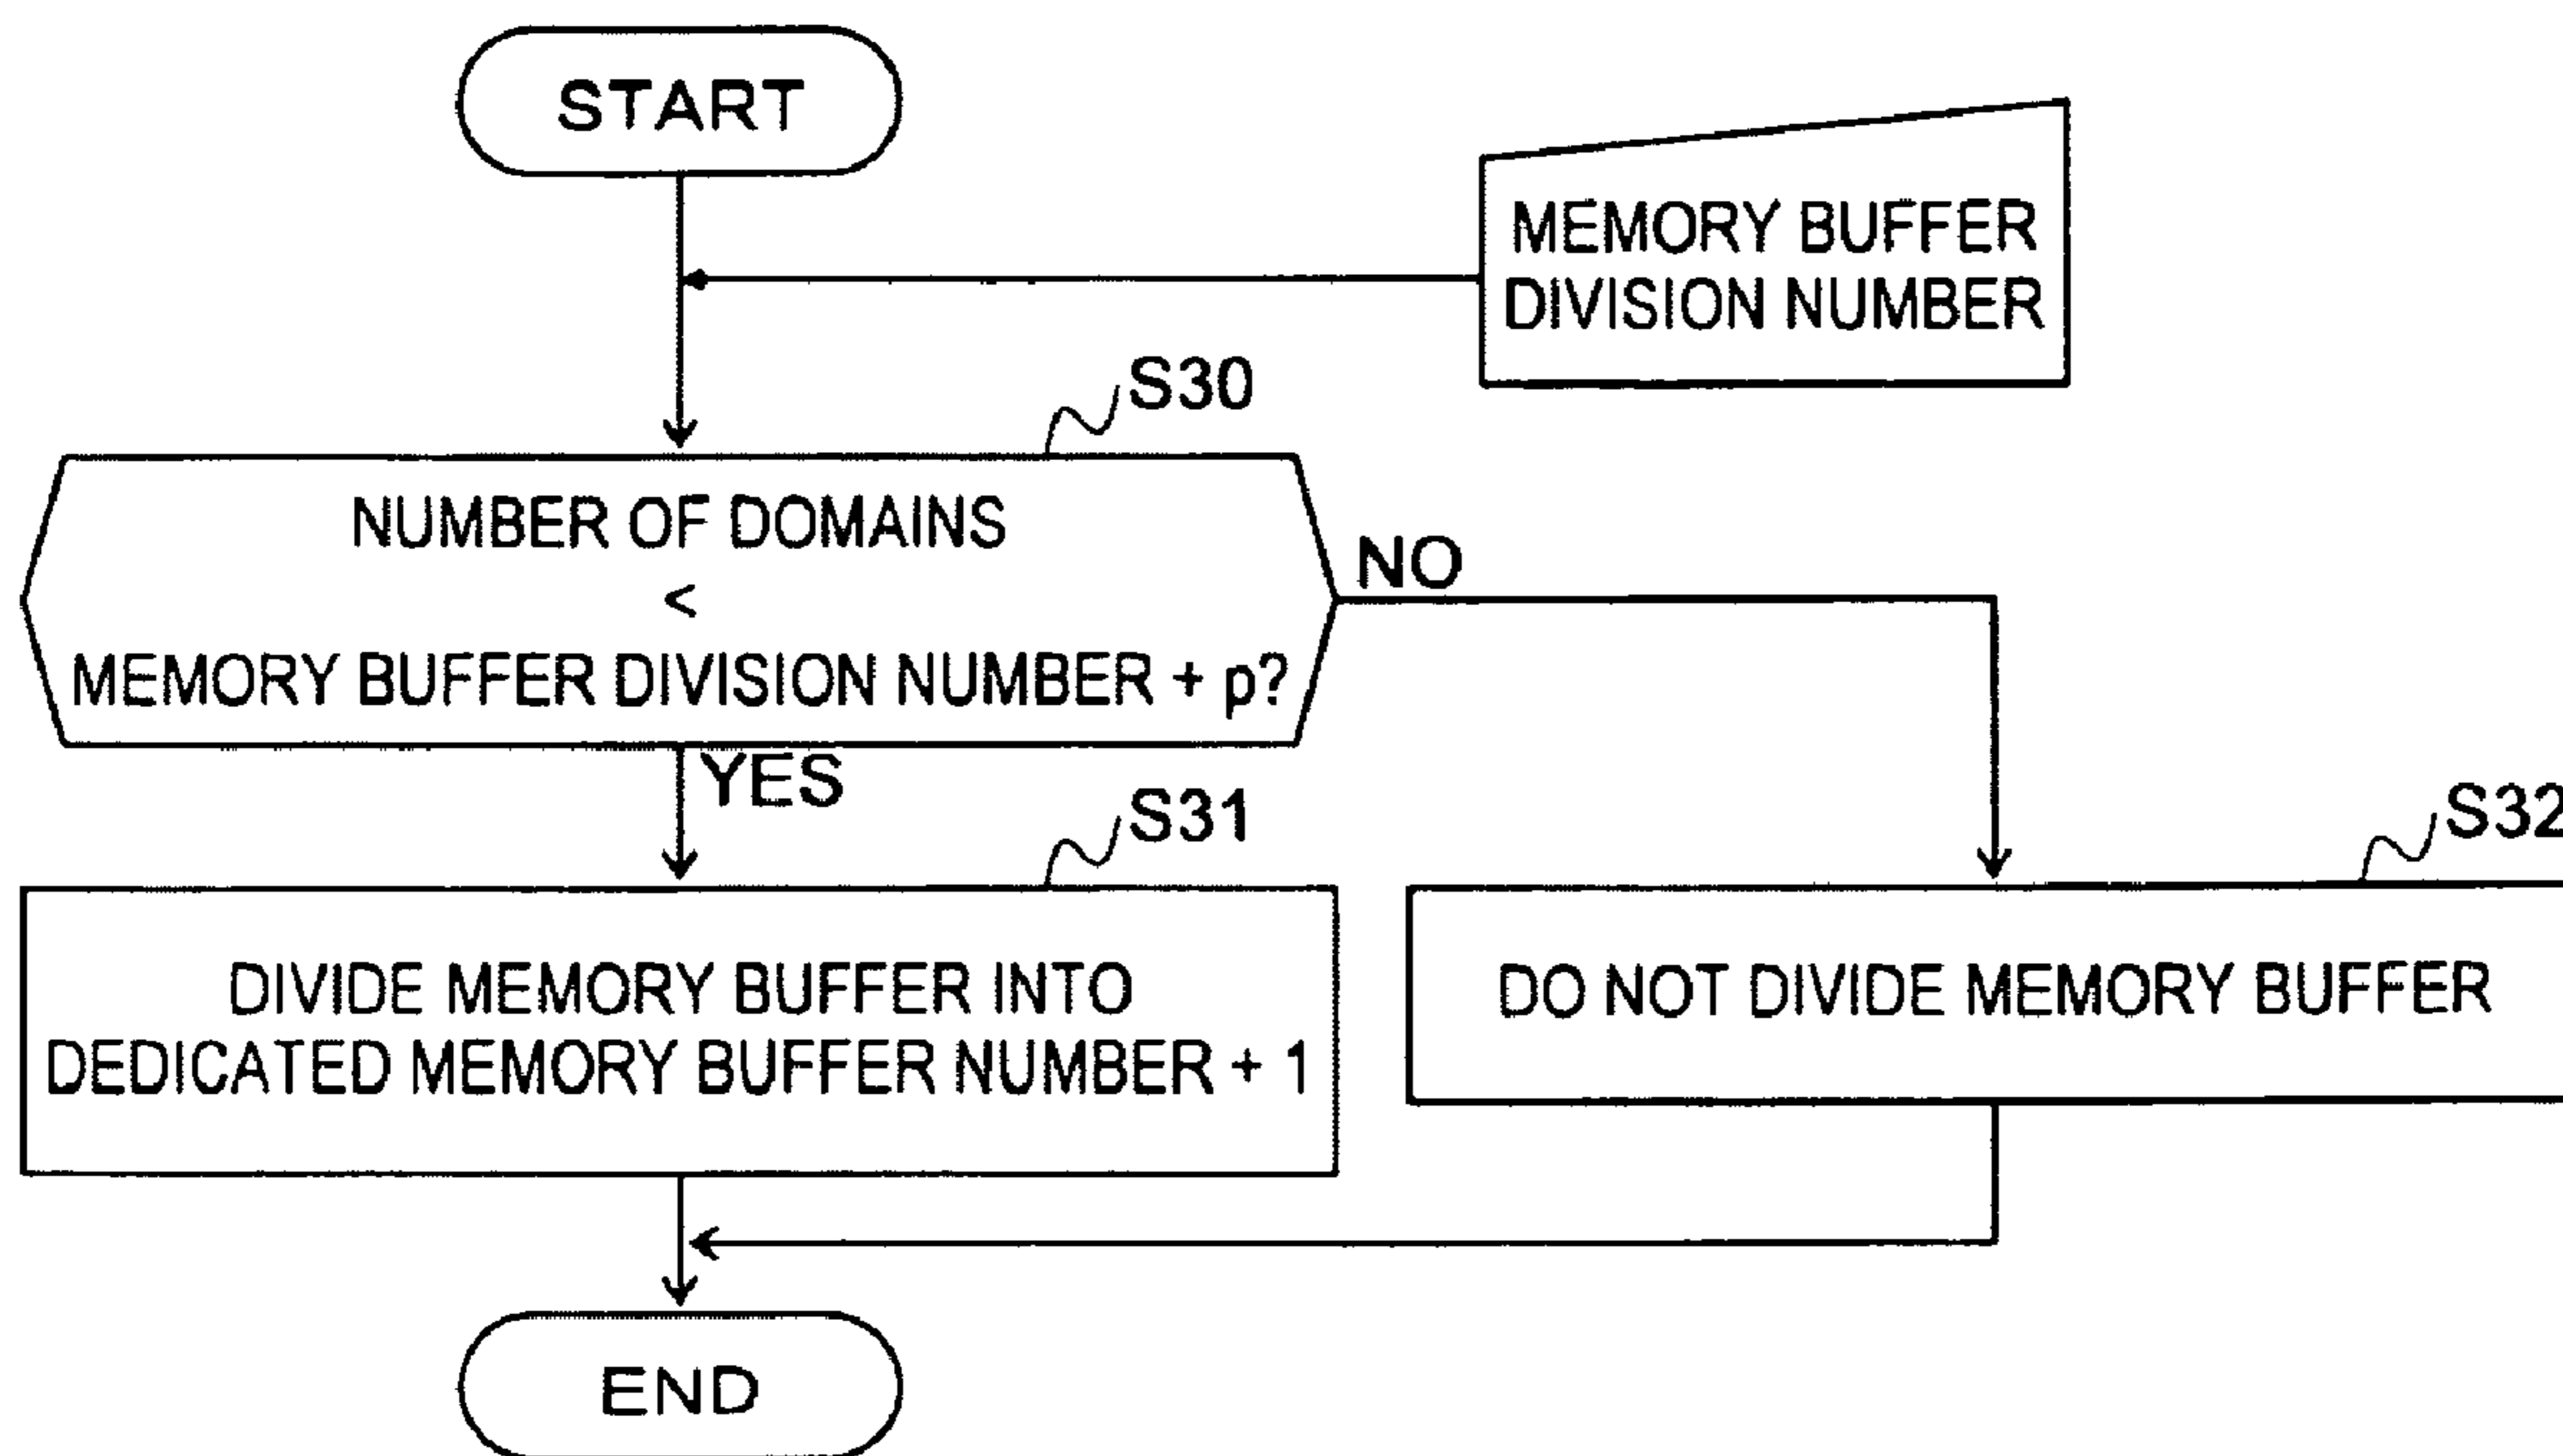 START
MEMORY BUFFER
DIVISION NUMBER
S30
NUMBER OF DOMAINS
<
MEMORY BUFFER DIVISION NUMBER + p?
NO
YES
S31
S32
DIVIDE MEMORY BUFFER INTO
DEDICATED MEMORY BUFFER NUMBER + 1
DO NOT DIVIDE MEMORY BUFFER
END